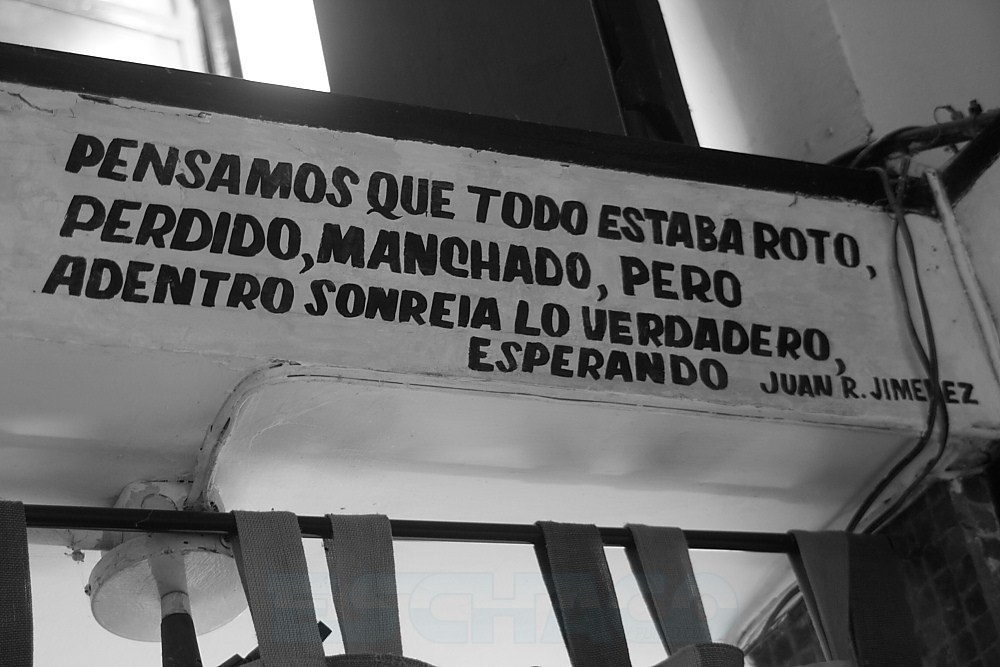 PENSAMOS QUE TODO ESTABA ROTO,
PERDIDO, MANCHADO, PERO
ADENTRO SONREIA LO VERDADERO,
ESPERANDO JUAN R. JIMENEZ